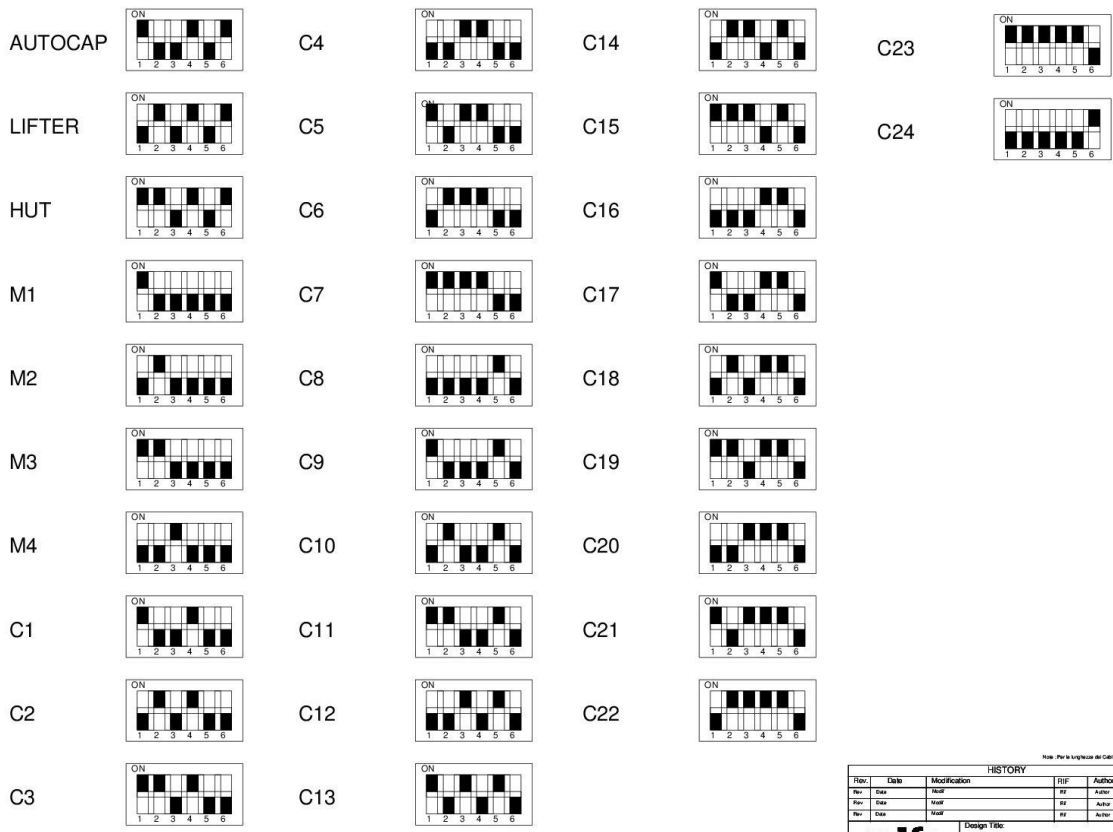 AUTOCAP
ON
1 2 3 4 5 6
LIFTER
ON
1 2 3 4 5 6
HUT
ON
1 2 3 4 5 6
M1
ON
1 2 3 4 5 6
M2
ON
1 2 3 4 5 6
M3
ON
1 2 3 4 5 6
M4
ON
1 2 3 4 5 6
C1
ON
1 2 3 4 5 6
C2
ON
1 2 3 4 5 6
C3
ON
1 2 3 4 5 6
C4
ON
1 2 3 4 5 6
C5
ON
1 2 3 4 5 6
C6
ON
1 2 3 4 5 6
C7
ON
1 2 3 4 5 6
C8
ON
1 2 3 4 5 6
C9
ON
1 2 3 4 5 6
C10
ON
1 2 3 4 5 6
C11
ON
1 2 3 4 5 6
C12
ON
1 2 3 4 5 6
C13
ON
1 2 3 4 5 6
C14
ON
1 2 3 4 5 6
C15
ON
1 2 3 4 5 6
C16
ON
1 2 3 4 5 6
C17
ON
1 2 3 4 5 6
C18
ON
1 2 3 4 5 6
C19
ON
1 2 3 4 5 6
C20
ON
1 2 3 4 5 6
C21
ON
1 2 3 4 5 6
C22
ON
1 2 3 4 5 6
C23
ON
1 2 3 4 5 6
C24
ON
1 2 3 4 5 6
Note : Per la lunghezza dei
HISTORY
Rev. Date Modification RIF Author
Rev Date Modif Rif Author
Rev Date Modif Rif Author
Rev Date Modif Rif Author
Design Title: